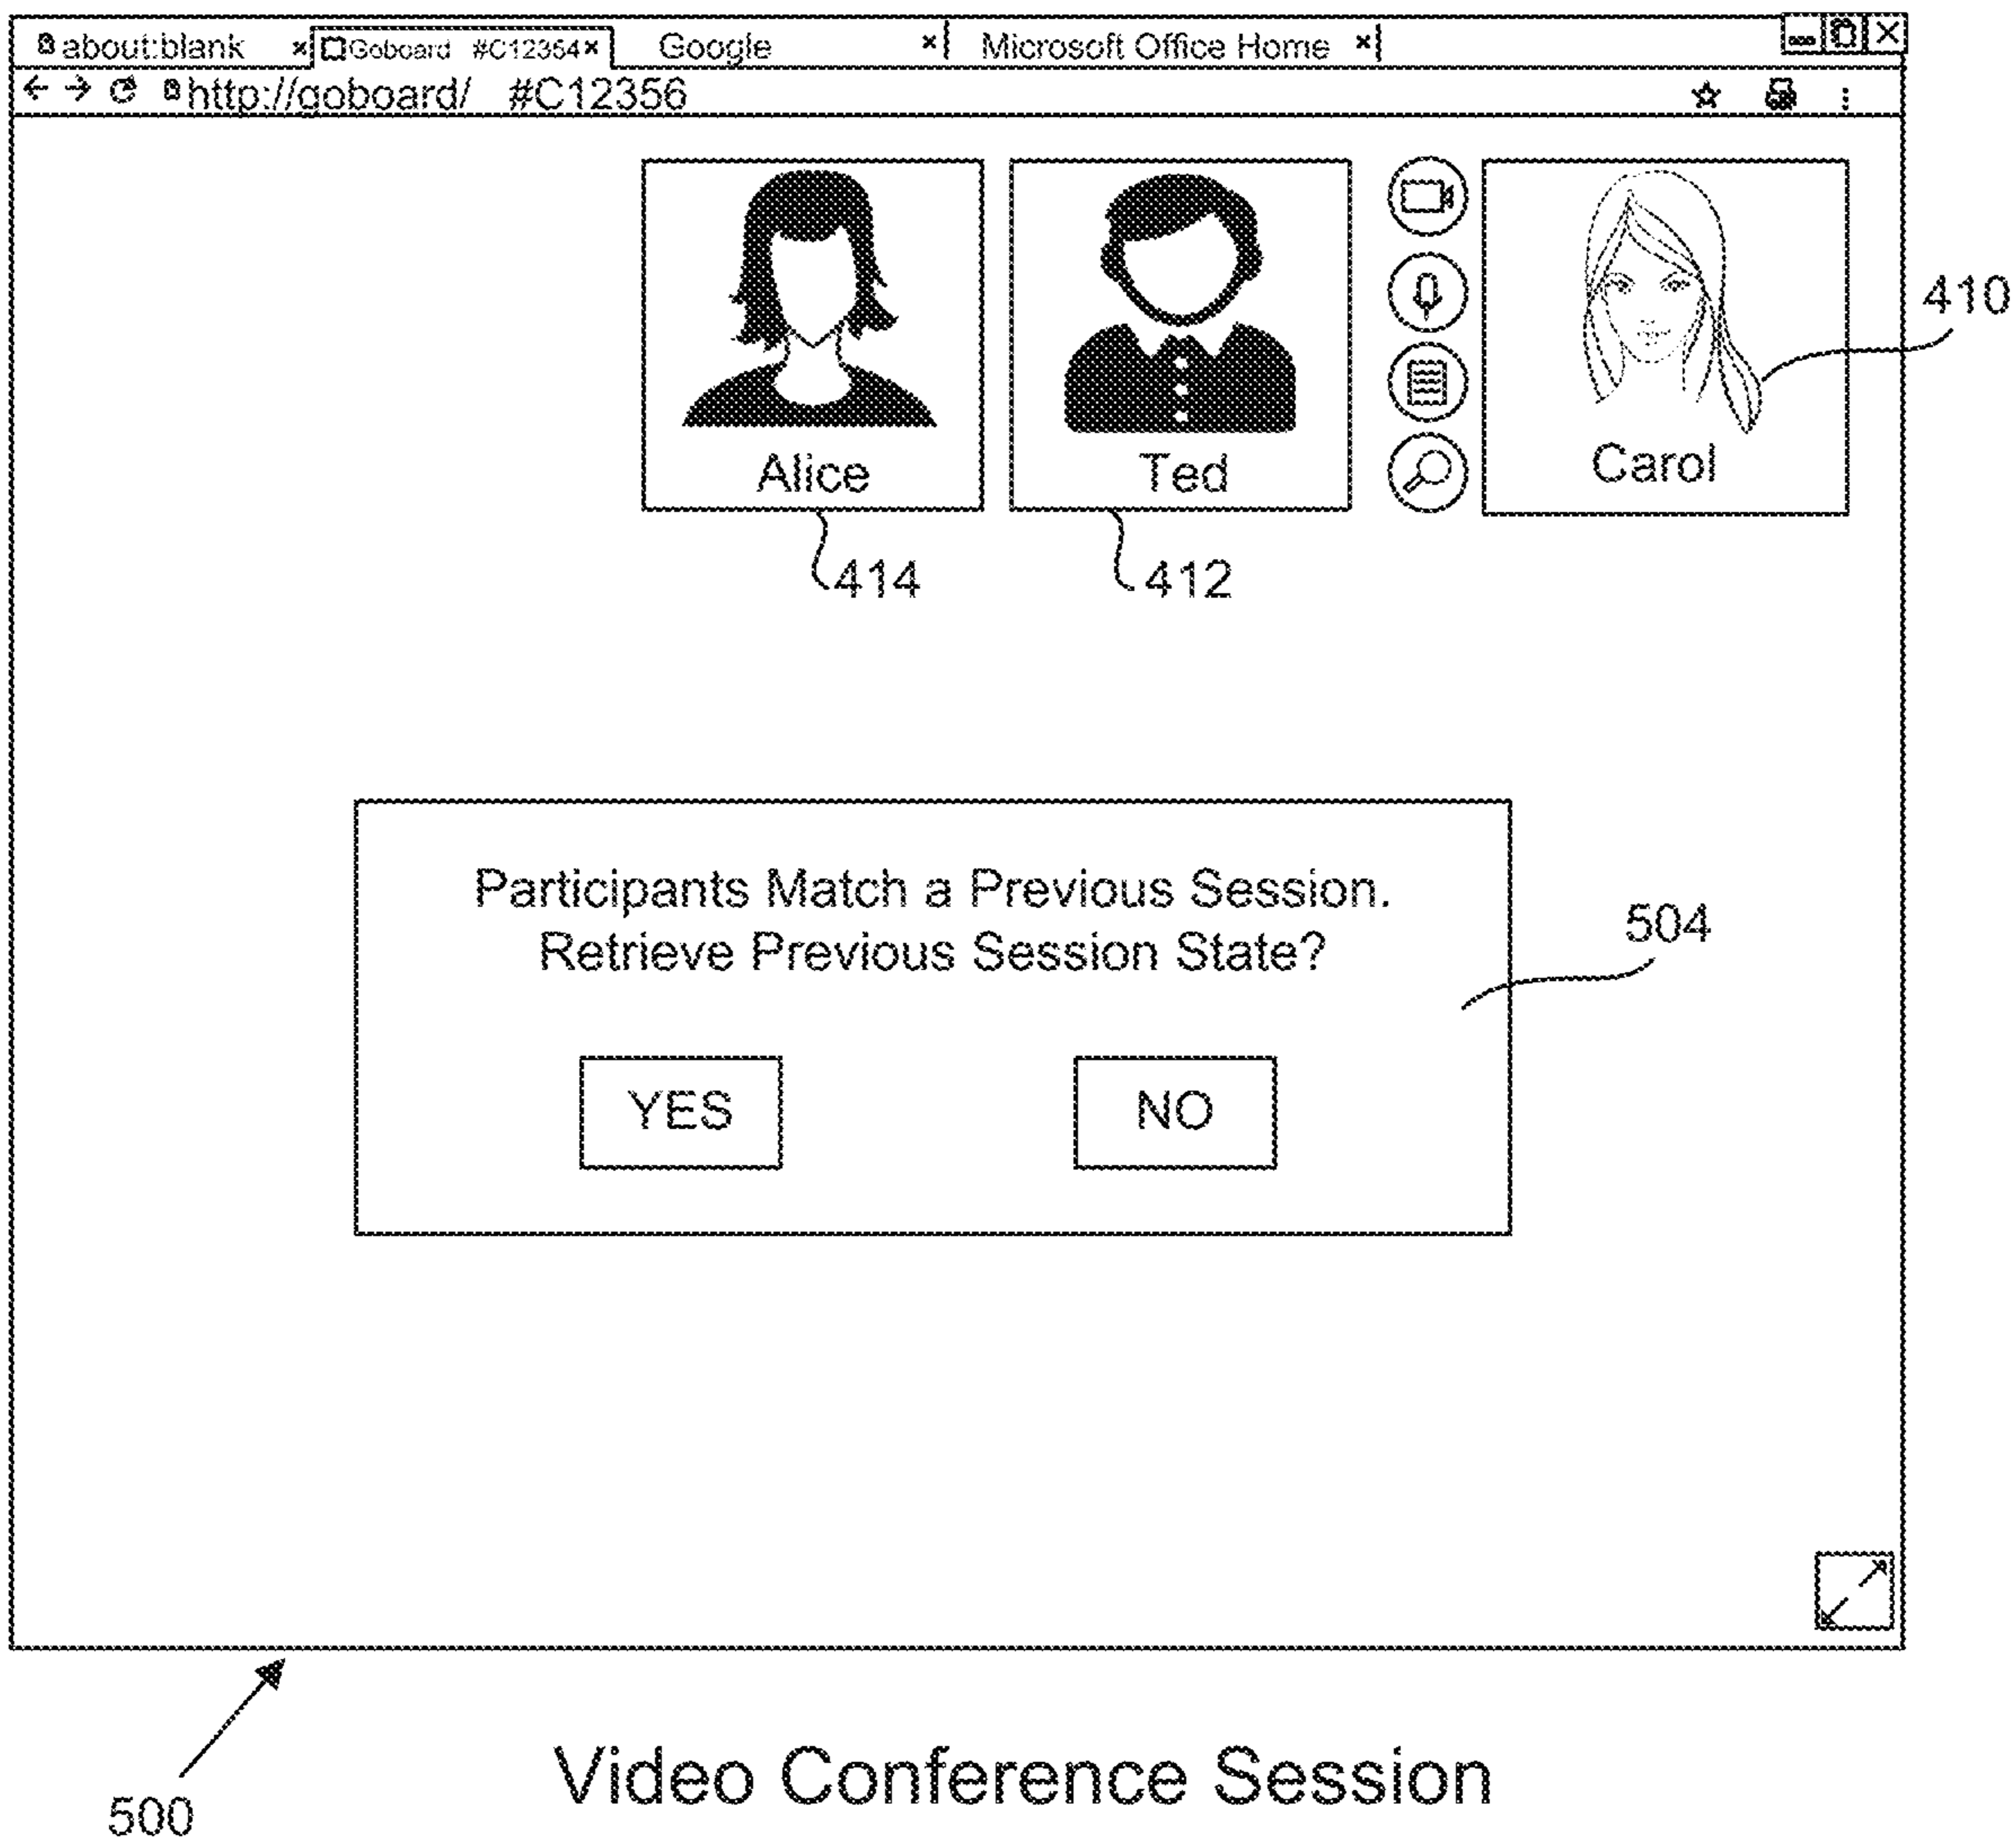 about:blank × Goboard #C12354× Google × Microsoft Office Home ×
http://goboard/ #C12356
410
Alice Ted Carol
414 412
Participants Match a Previous Session.
Retrieve Previous Session State?
504
YES NO
500
Video Conference Session